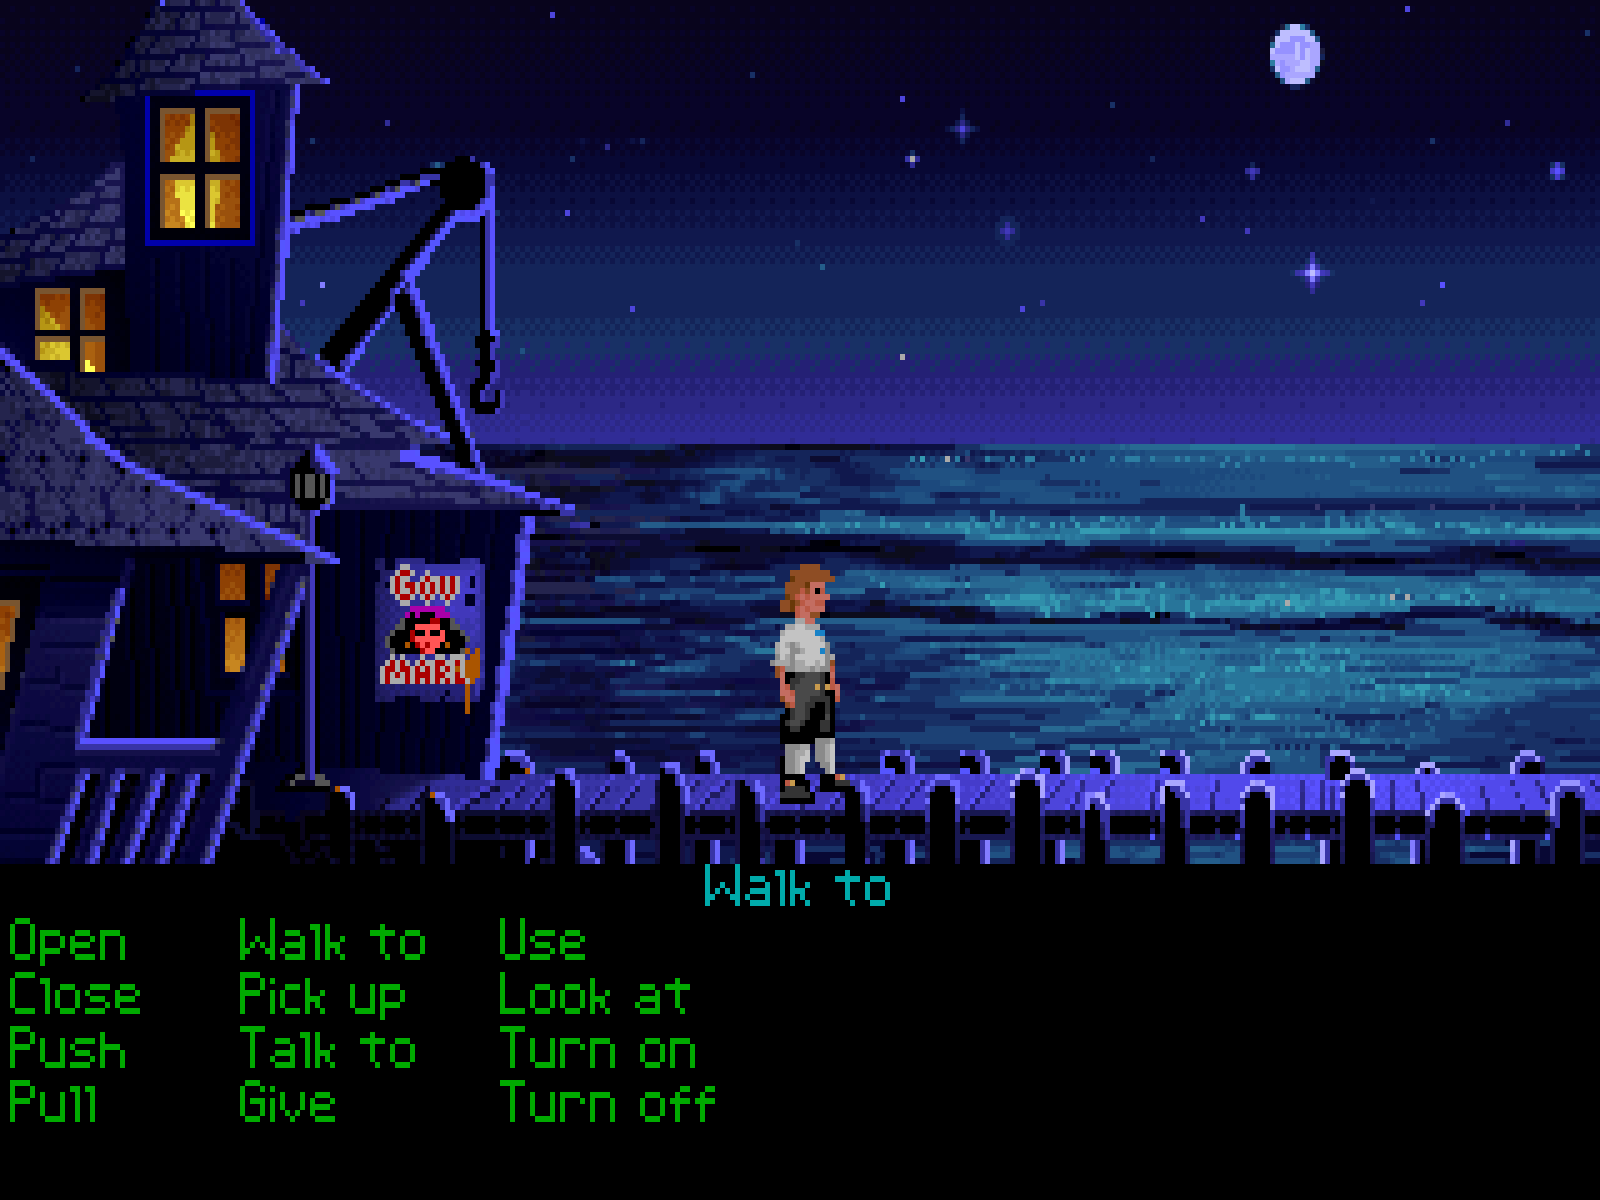 Gov
MARL
Walk to
Open Walk to Use
Close Pick up Look at
Push Talk to Turn on
Pull Give Turn off